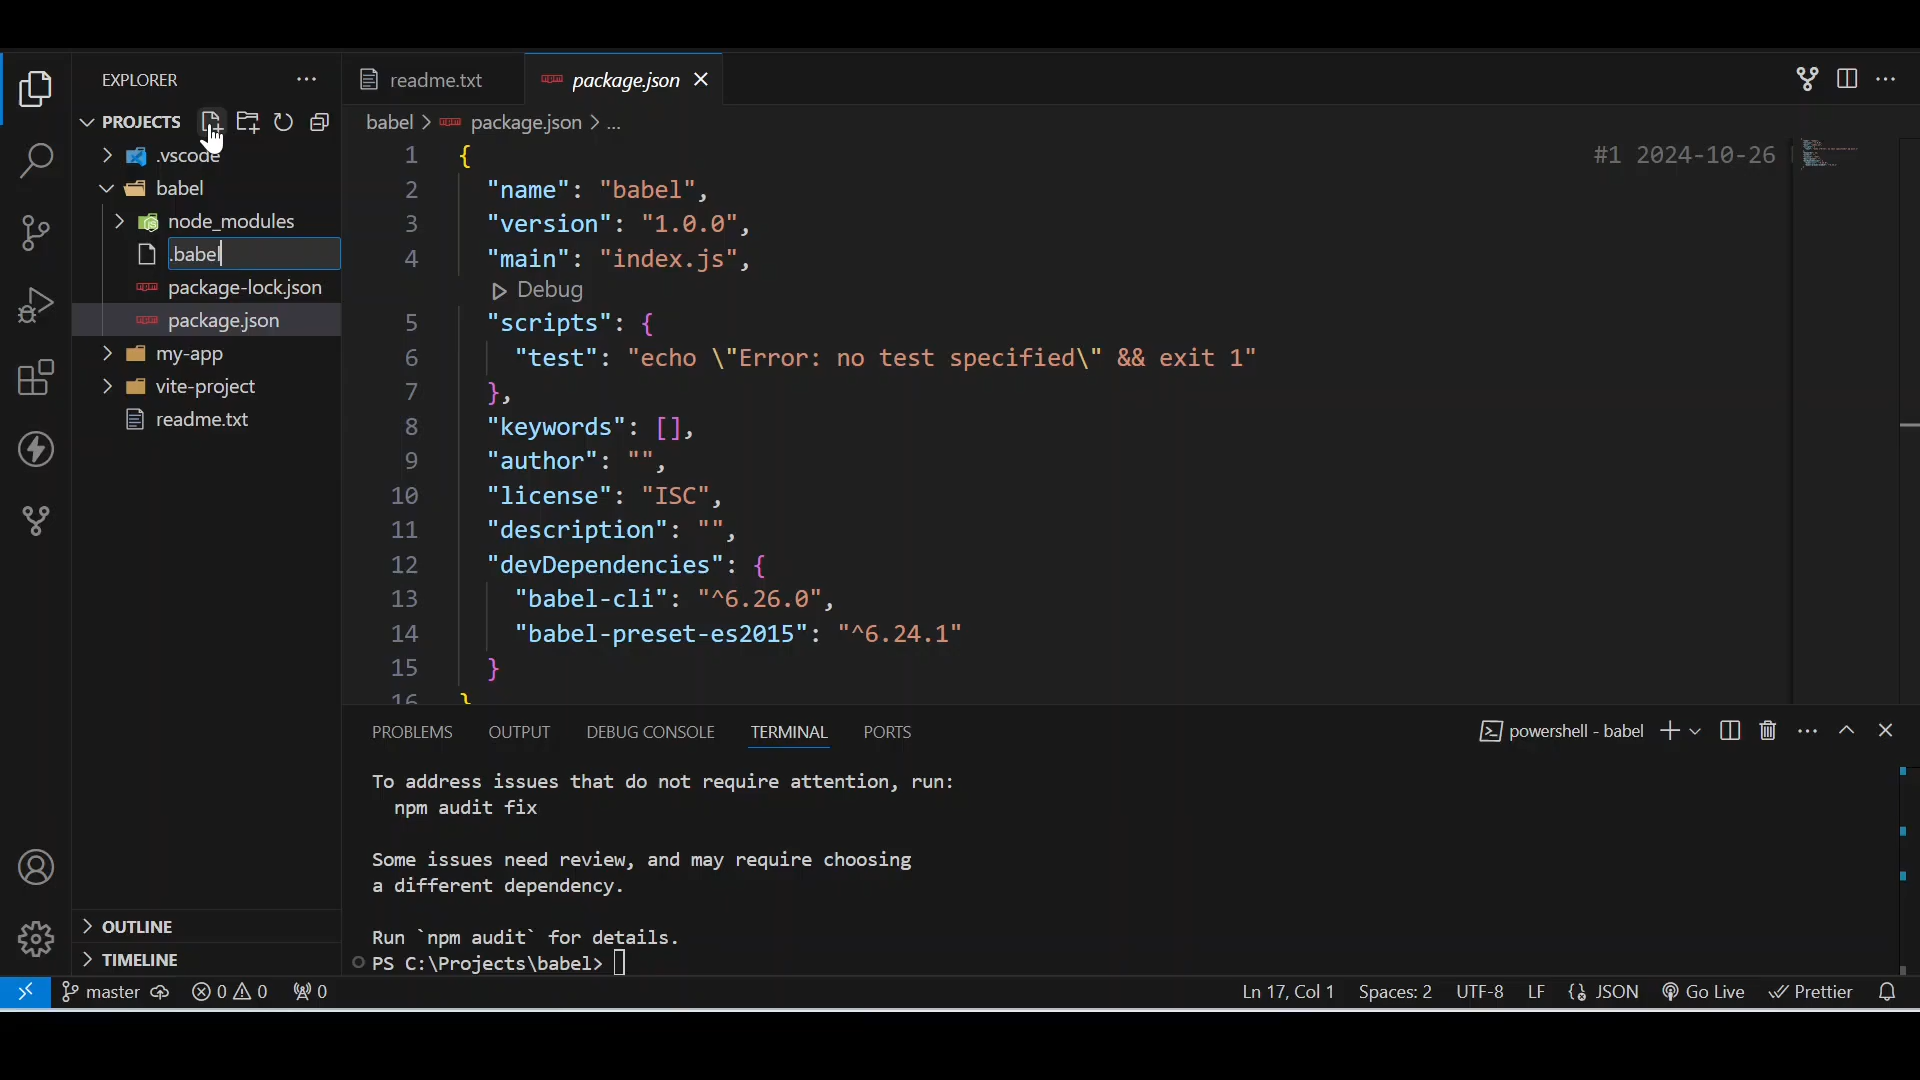 EXPLORER
PROJECTS
.vscode
babel
node_modules
.babel
package-lock.json
package.json
my-app
vite-project
readme.txt
OUTLINE
TIMELINE
readme.txt
package.json
babel > package.json > ...
#1 2024-10-26
1 {
2 "name": "babel",
3 "version": "1.0.0",
4 "main": "index.js",
Debug
5 "scripts": {
6 "test": "echo \"Error: no test specified\" && exit 1"
7 },
8 "keywords": [],
9 "author": "",
10 "license": "ISC",
11 "description": "",
12 "devDependencies": {
13 "babel-cli": "^6.26.0",
14 "babel-preset-es2015": "^6.24.1"
15 }
16 }
PROBLEMS OUTPUT DEBUG CONSOLE TERMINAL PORTS
powershell - babel
To address issues that do not require attention, run:
npm audit fix
Some issues need review, and may require choosing
a different dependency.
Run `npm audit` for details.
PS C:\Projects\babel>
master 0 0 0
Ln 17, Col 1 Spaces: 2 UTF-8 LF JSON Go Live Prettier